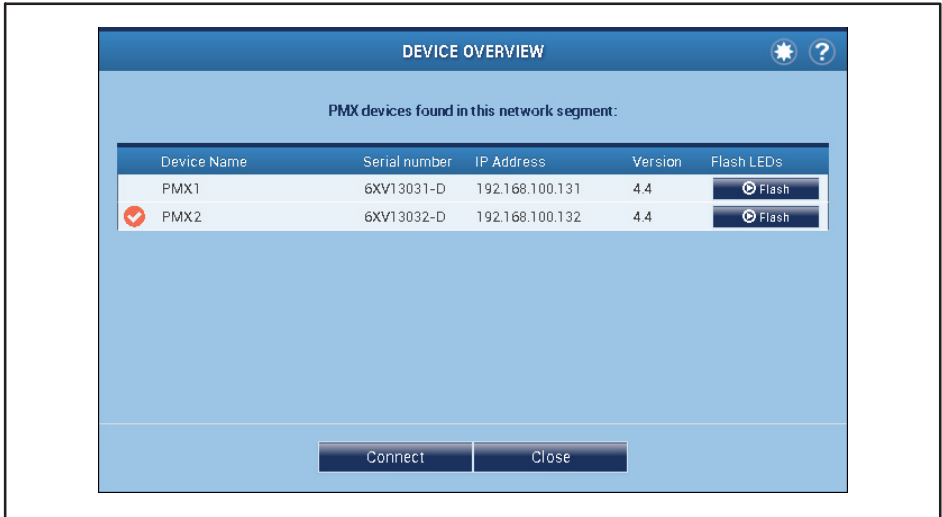 DEVICE OVERVIEW ?
PMX devices found in this network segment:
Device Name Serial number IP Address Version Flash LEDs
PMX1 6XV13031-D 192.168.100.131 4.4 Flash
PMX2 6XV13032-D 192.168.100.132 4.4 Flash
Connect Close